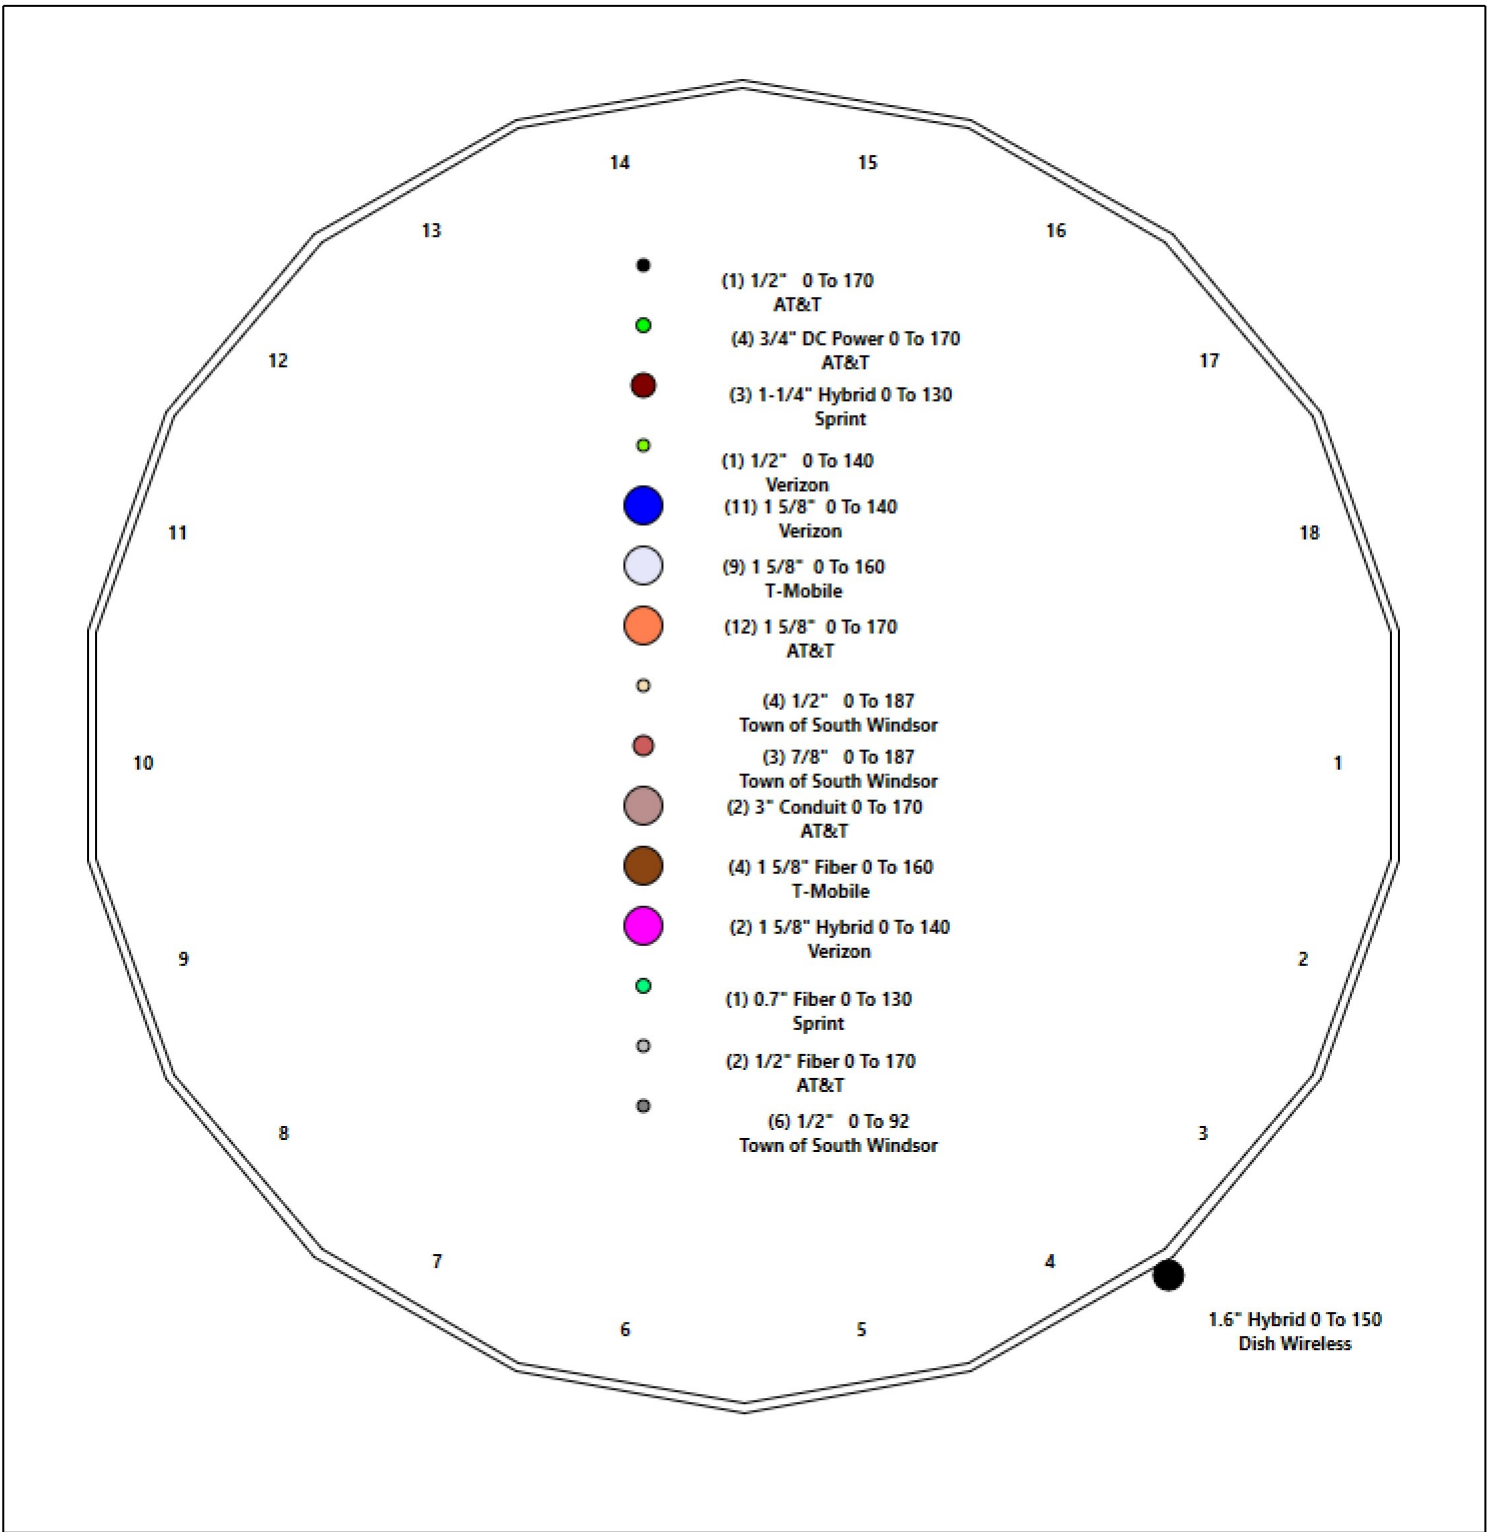 14
15
13
16
(1) 1/2" 0 To 170
AT&T
(4) 3/4" DC Power 0 To 170
AT&T
12
17
(3) 1-1/4" Hybrid 0 To 130
Sprint
(1) 1/2" 0 To 140
Verizon
(11) 1 5/8" 0 To 140
Verizon
11
18
(9) 1 5/8" 0 To 160
T-Mobile
(12) 1 5/8" 0 To 170
AT&T
(4) 1/2" 0 To 187
Town of South Windsor
(3) 7/8" 0 To 187
Town of South Windsor
10
1
(2) 3" Conduit 0 To 170
AT&T
(4) 1 5/8" Fiber 0 To 160
T-Mobile
(2) 1 5/8" Hybrid 0 To 140
Verizon
9
2
(1) 0.7" Fiber 0 To 130
Sprint
(2) 1/2" Fiber 0 To 170
AT&T
(6) 1/2" 0 To 92
Town of South Windsor
8
3
7
4
6
5
1.6" Hybrid 0 To 150
Dish Wireless